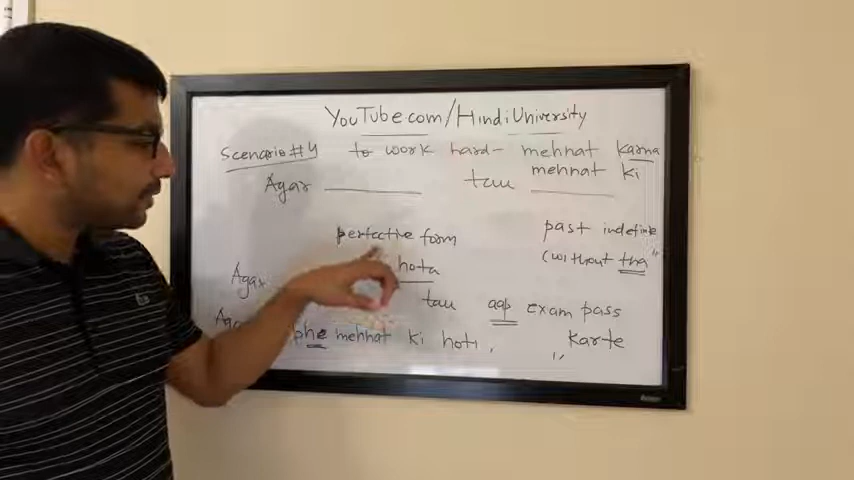 YouTube.com/HindiUniversity
Scenario #4 to work hard- mehnat karna
mehnat ki
Agar tau
perfective form past indefinite
hota (without tha"
Agar tau aap exam pass
mehnat ki hoti, " karte